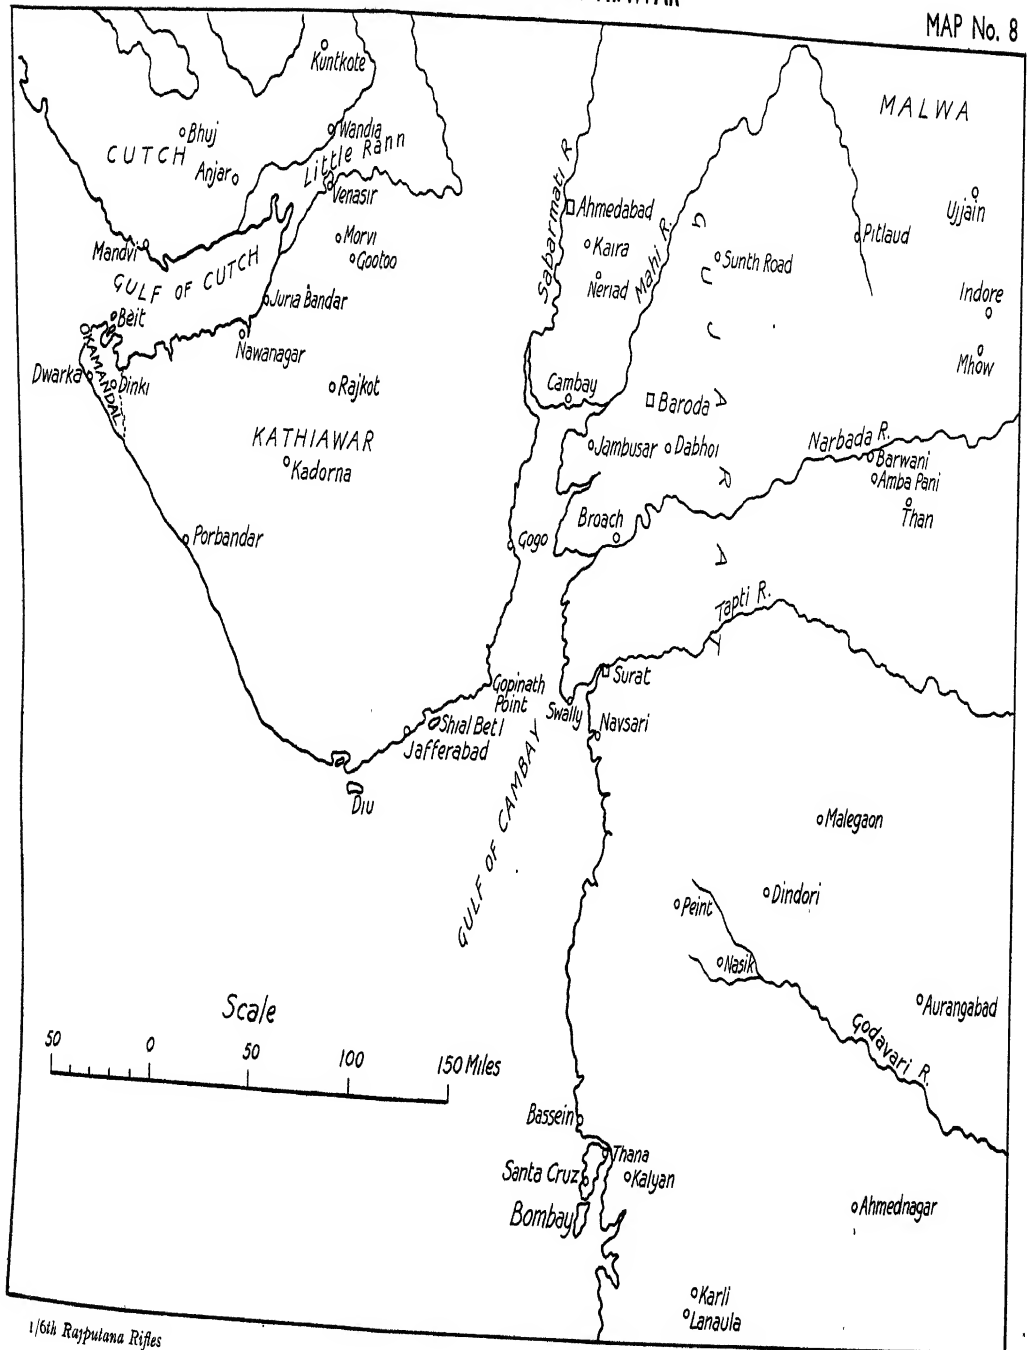 MAP No. 8
Kuntkote
MALWA
Bhuj
Wandia
CUTCH
Little Rann
Anjar
Venasir
Ujjain
Sabarmati R
Ahmedabad
Mandvi
Morvi
Kaira
Mahi R.
GUJARAT
Pitlaud
Gootoo
Sunth Road
GULF OF CUTCH
Neriad
Juria Bandar
Indore
Beit
Nawanagar
OKAMANDAL
Mhow
Dwarka
Dinki
Rajkot
Cambay
Baroda
KATHIAWAR
Jambusar
Dabhoi
Narbada R.
Barwani
Kadorna
Amba Pani
Than
Broach
Porbandar
Gogo
Tapti R.
Surat
Gopinath
Point
Swally
Shial Bet I
Navsari
Jafferabad
Diu
GULF OF CAMBAY
Malegaon
Dindori
Peint
Nasik
Aurangabad
Scale
Godavari R.
50 0 50 100 150 Miles
Bassein
Thana
Santa Cruz
Kalyan
Bombay
Ahmednagar
Karli
Lanaula
1/6th Rajputana Rifles